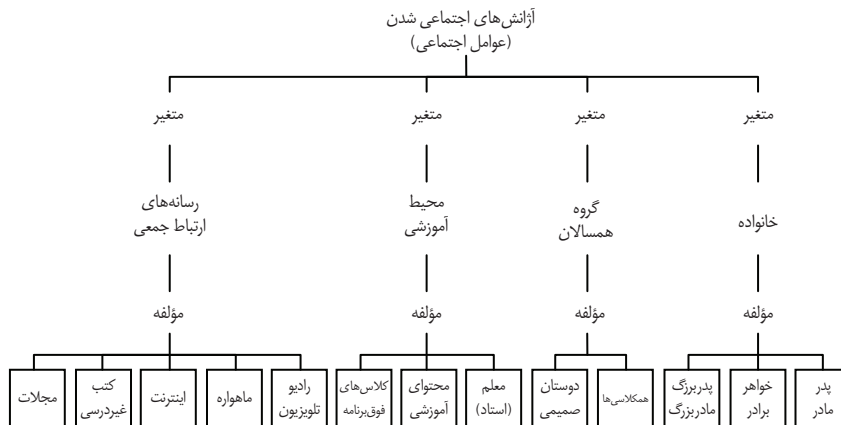 آژانش‌های اجتماعی شدن
(عوامل اجتماعی)
متغیر
متغیر
متغیر
متغیر
خانواده
گروه
همسالان
محیط
آموزشی
رسانه‌های
ارتباط جمعی
مؤلفه
مؤلفه
مؤلفه
مؤلفه
پدر
مادر
خواهر
برادر
پدربرزگ
مادربزرگ
همکلاسی‌ها
دوستان
صمیمی
معلم
(استاد)
محتوای
آموزشی
کلاس‌های
فوق‌برنامه
رادیو
تلویزیون
ماهواره
اینترنت
کتب
غیردرسی
مجلات